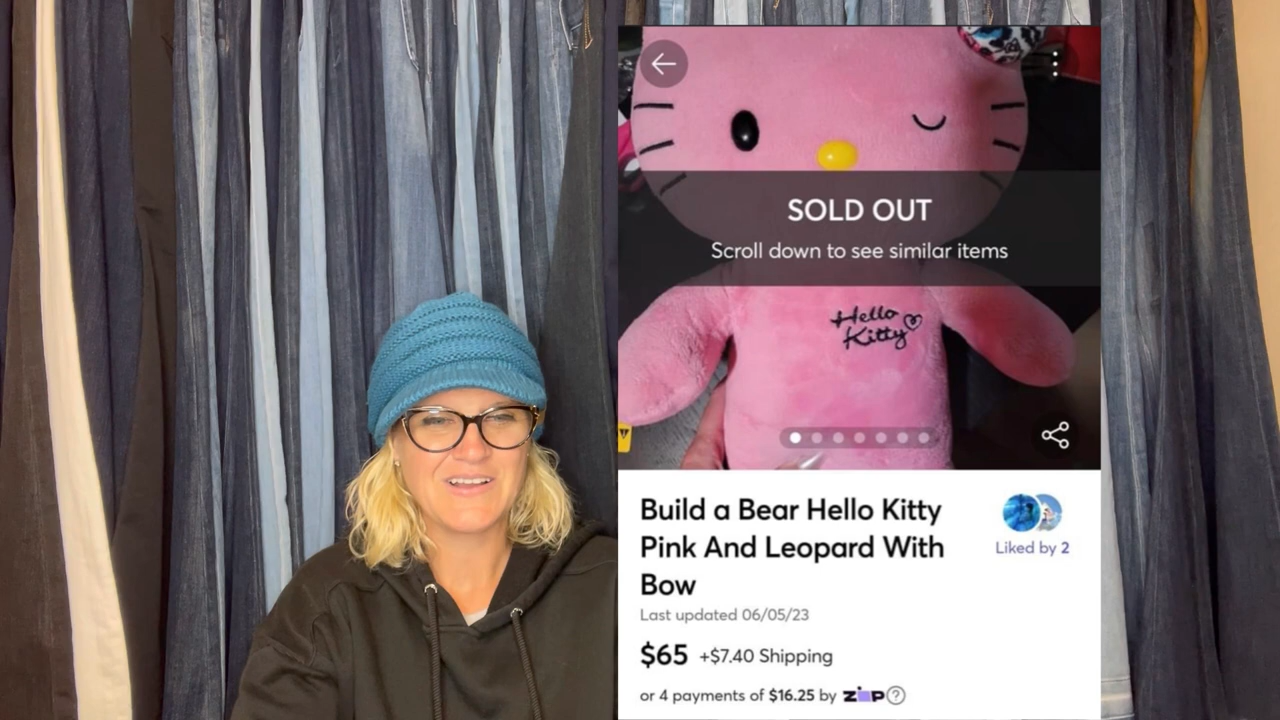 SOLD OUT
Scroll down to see similar items
Hello
Kitty
Build a Bear Hello Kitty
Pink And Leopard With
Bow
Liked by 2
Last updated 06/05/23
$65 +$7.40 Shipping
or 4 payments of $16.25 by ZIP ?